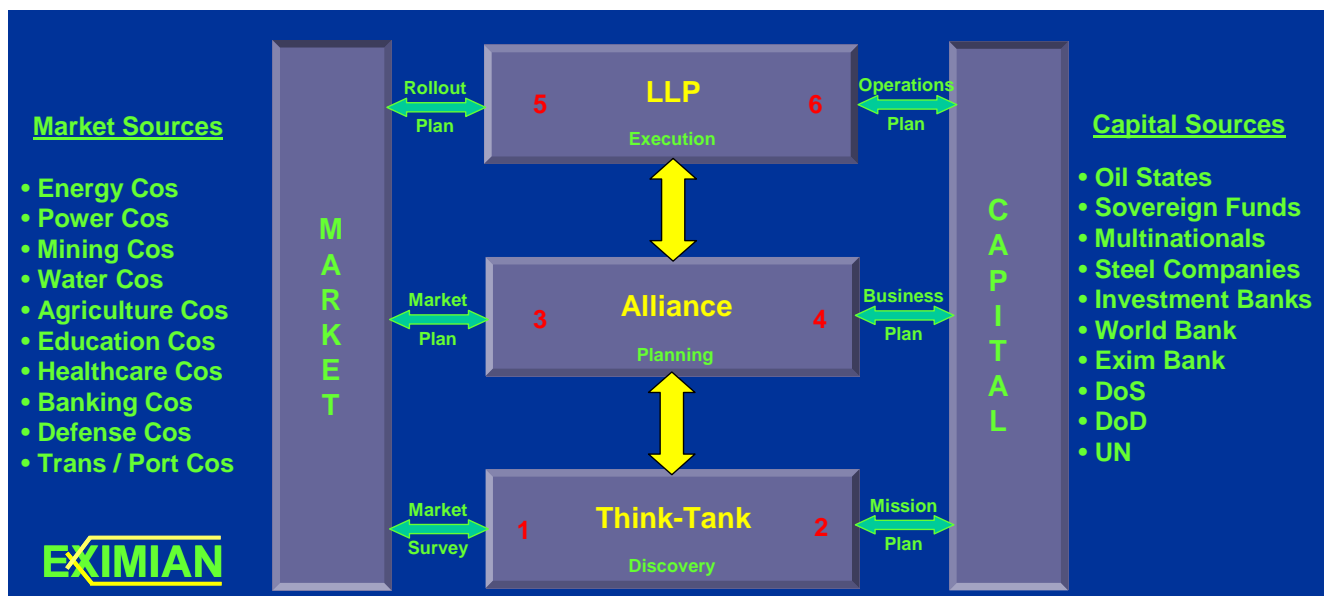 Market Sources
• Energy Cos
• Power Cos
• Mining Cos
• Water Cos
• Agriculture Cos
• Education Cos
• Healthcare Cos
• Banking Cos
• Defense Cos
• Trans / Port Cos
EXIMIAN
MARKET
Rollout
Plan
5
LLP
6
Execution
Operations
Plan
Market
Plan
3
Alliance
4
Planning
Business
Plan
Market
Survey
1
Think-Tank
2
Discovery
Mission
Plan
CAPITAL
Capital Sources
• Oil States
• Sovereign Funds
• Multinationals
• Steel Companies
• Investment Banks
• World Bank
• Exim Bank
• DoS
• DoD
• UN